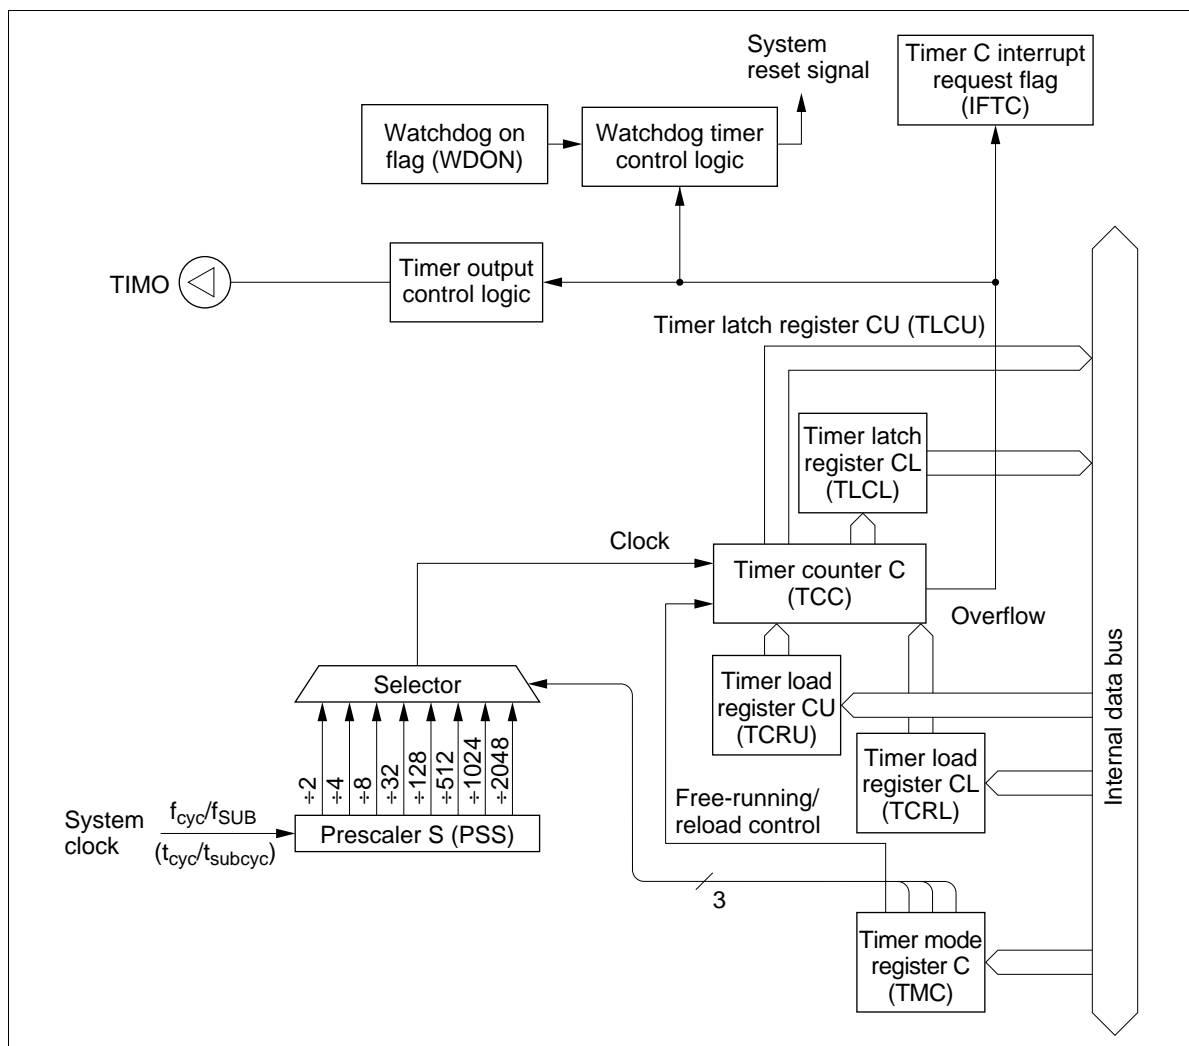 System
reset signal
Timer C interrupt
request flag
(IFTC)
Watchdog on
flag (WDON)
Watchdog timer
control logic
TIMO
Timer output
control logic
Timer latch register CU (TLCU)
Timer latch
register CL
(TLCL)
Clock
Timer counter C
(TCC)
Overflow
Selector
Timer load
register CU
(TCRU)
Timer load
register CL
(TCRL)
Internal data bus
÷2
÷4
÷8
÷32
÷128
÷512
÷1024
÷2048
Free-running/
reload control
System
clock
fcyc/fSUB
(tcyc/tsubcyc)
Prescaler S (PSS)
3
Timer mode
register C
(TMC)